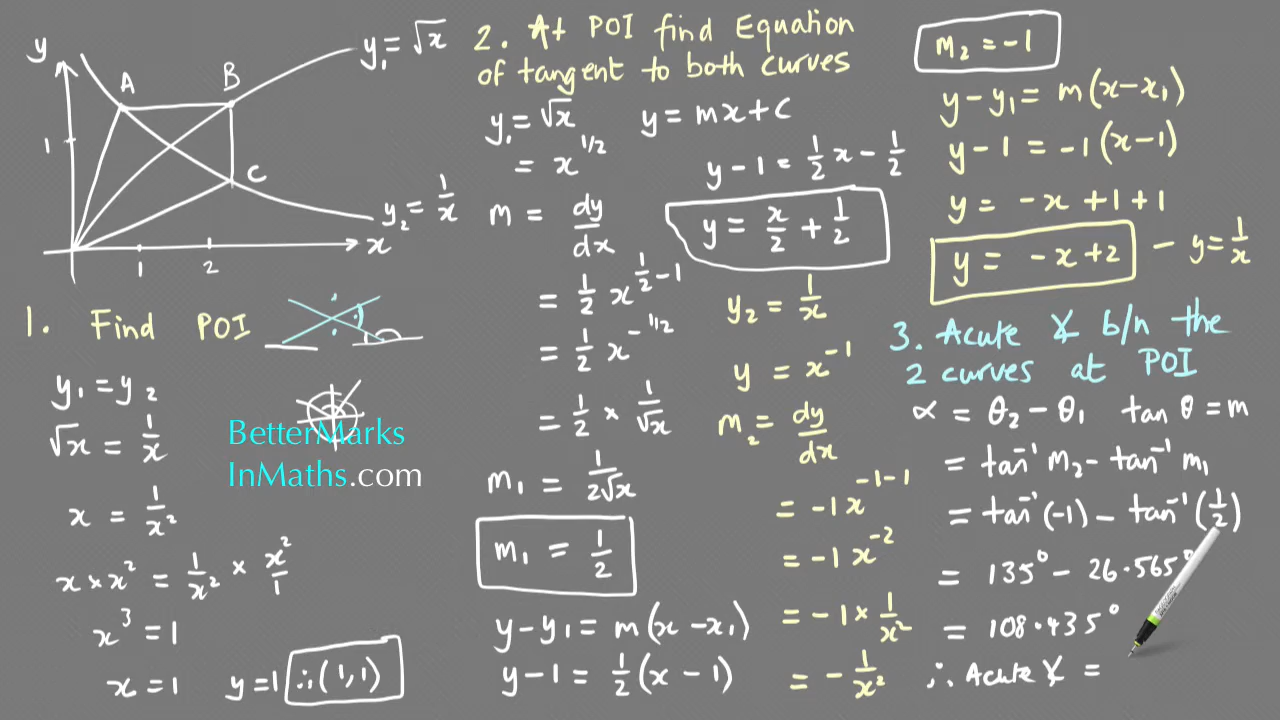 y
y₁ = √x
A
B
1
C
y₂ = 1/x
x
1
2
1. Find POI
y₁ = y₂
√x = 1/x
x = 1/x²
x × x² = 1/x² × x²/1
x³ = 1
x = 1 y = 1 ∴(1,1)
BetterMarks
InMaths.com
2. At POI find Equation
of tangent to both curves
y₁ = √x
= x^1/2
m = dy/dx
= 1/2 x^1/2 - 1
= 1/2 x^-1/2
= 1/2 × 1/√x
m₁ = 1/2√x
m₁ = 1/2
y - y₁ = m(x - x₁)
y - 1 = 1/2 (x - 1)
y = mx + c
y - 1 = 1/2 x - 1/2
y = x/2 + 1/2
y₂ = 1/x
y = x^-1
m₂ = dy/dx
= -1x^-1-1
= -1x^-2
= -1 × 1/x²
= -1/x²
m₂ = -1
y - y₁ = m(x - x₁)
y - 1 = -1(x - 1)
y = -x + 1 + 1
y = -x + 2 - y = 1/x
3. Acute ∡ b/n the
2 curves at POI
α = θ₂ - θ₁ tan θ = m
= tan⁻¹ m₂ - tan⁻¹ m₁
= tan⁻¹(-1) - tan⁻¹(1/2)
= 135° - 26.565°
= 108.435°
∴ Acute ∡ =